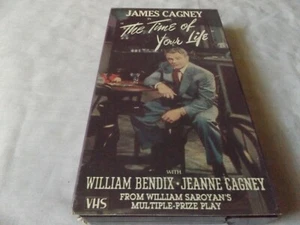 JAMES CAGNEY
in
The Time of
Your Life
WITH
WILLIAM BENDIX • JEANNE CAGNEY
FROM WILLIAM SAROYAN'S
MULTIPLE-PRIZE PLAY
VHS